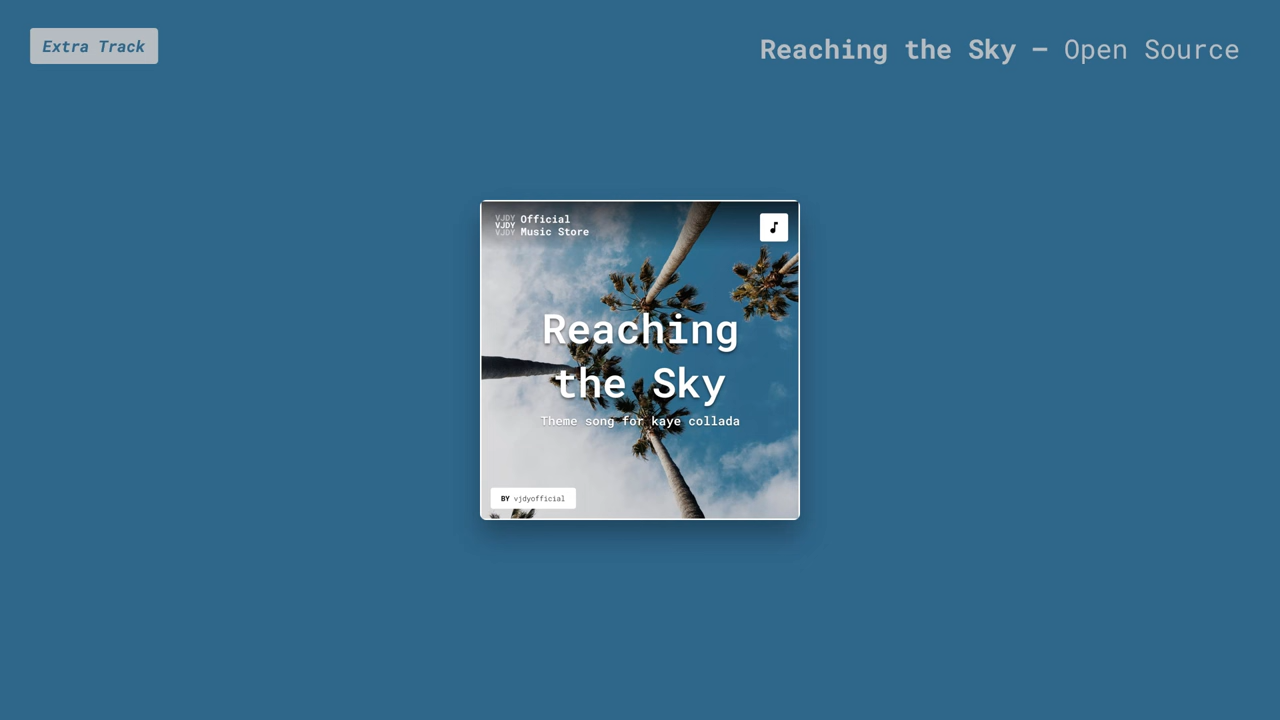 Extra Track
Reaching the Sky – Open Source
VJDY
VJDY
VJDY
Official
Music Store
Reaching
the Sky
Theme song for kaye collada
BY vjdyofficial